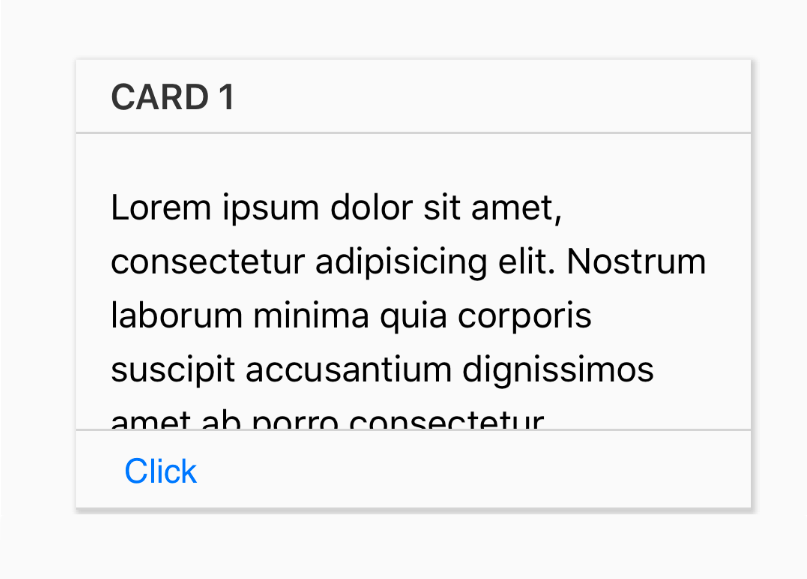 CARD 1
Lorem ipsum dolor sit amet,
consectetur adipisicing elit. Nostrum
laborum minima quia corporis
suscipit accusantium dignissimos
amet ab porro consectetur
Click